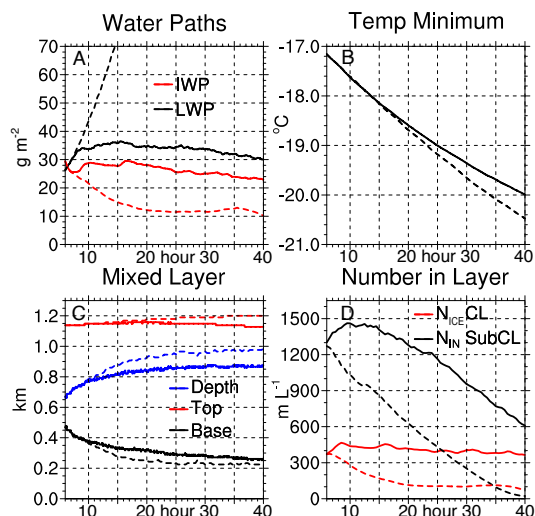 Water Paths
Temp Minimum
70
60
50
40
30
20
10
0
g m-2
A
IWP
LWP
10
20 hour 30
40
-17.0
-18.0
-19.0
-20.0
-21.0
°C
B
10
20 hour 30
40
Mixed Layer
Number in Layer
1.2
1.0
0.8
0.6
0.4
0.2
0.0
km
C
Depth
Top
Base
10
20 hour 30
40
1500
1200
900
600
300
0
m L-1
D
NICE CL
NIN SubCL
10
20 hour 30
40